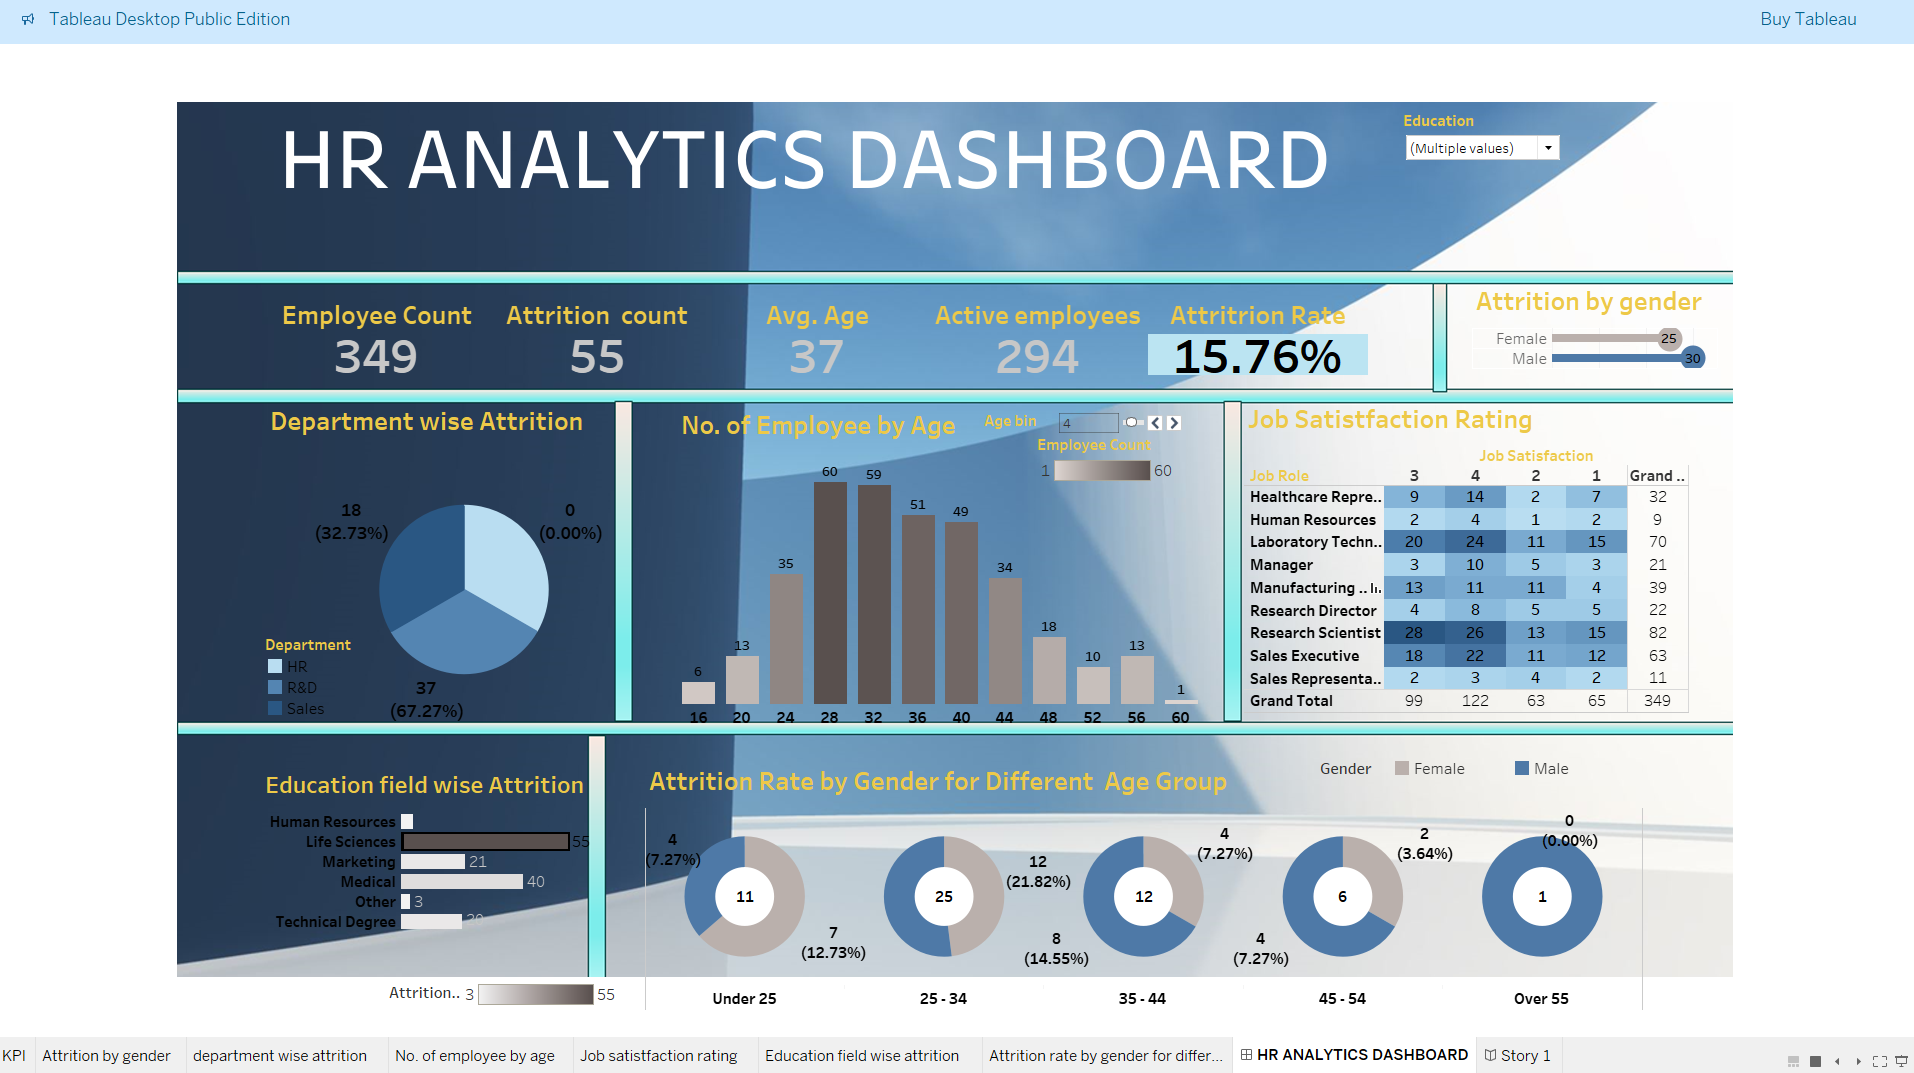 Tableau Desktop Public Edition
Buy Tableau
HR ANALYTICS DASHBOARD
Education
(Multiple values)
Employee Count
349
Attrition count
55
Avg. Age
37
Active employees
294
Attritrion Rate
15.76%
Attrition by gender
Female 25
Male 30
Department wise Attrition
18
(32.73%)
0
(0.00%)
37
(67.27%)
Department
HR
R&D
Sales
No. of Employee by Age
Age bin
4
Employee Count
1 60
6 13 35 60 59 51 49 34 18 10 13 1
16 20 24 28 32 36 40 44 48 52 56 60
Job Satistfaction Rating
Job Satisfaction
Job Role 3 4 2 1 Grand ..
Healthcare Repre.. 9 14 2 7 32
Human Resources 2 4 1 2 9
Laboratory Techn.. 20 24 11 15 70
Manager 3 10 5 3 21
Manufacturing .. 13 11 11 4 39
Research Director 4 8 5 5 22
Research Scientist 28 26 13 15 82
Sales Executive 18 22 11 12 63
Sales Representa.. 2 3 4 2 11
Grand Total 99 122 63 65 349
Education field wise Attrition
Human Resources
Life Sciences 55
Marketing 21
Medical 40
Other 3
Technical Degree
Attrition.. 3 55
Attrition Rate by Gender for Different Age Group
Gender Female Male
4
(7.27%)
11
7
(12.73%)
25
12
(21.82%)
12
4
(7.27%)
8
(14.55%)
6
2
(3.64%)
4
(7.27%)
1
0
(0.00%)
Under 25 25 - 34 35 - 44 45 - 54 Over 55
KPI
Attrition by gender
department wise attrition
No. of employee by age
Job satistfaction rating
Education field wise attrition
Attrition rate by gender for differ...
HR ANALYTICS DASHBOARD
Story 1